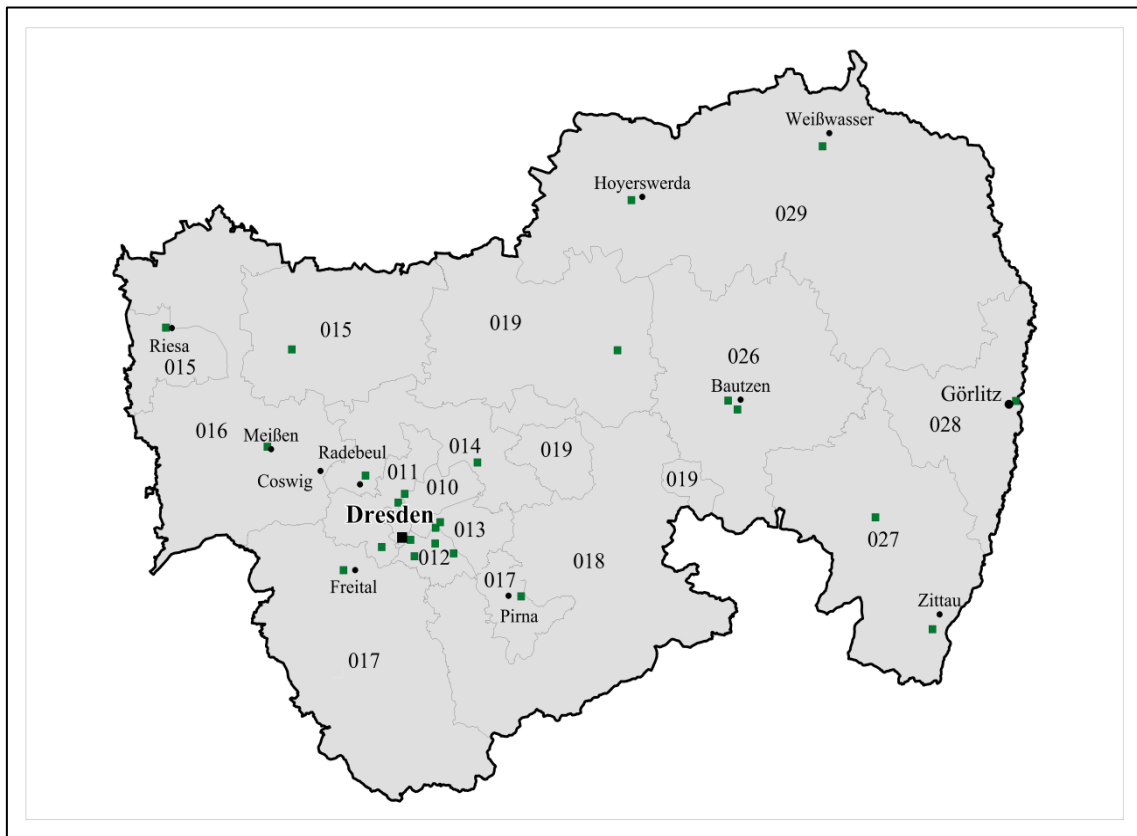 Weißwasser
Hoyerswerda
029
015
019
Riesa
015
026
Bautzen
Görlitz
028
016
Meißen
Radebeul
014
019
Coswig
011
010
019
Dresden
013
012
027
018
Freital
017
Pirna
Zittau
017